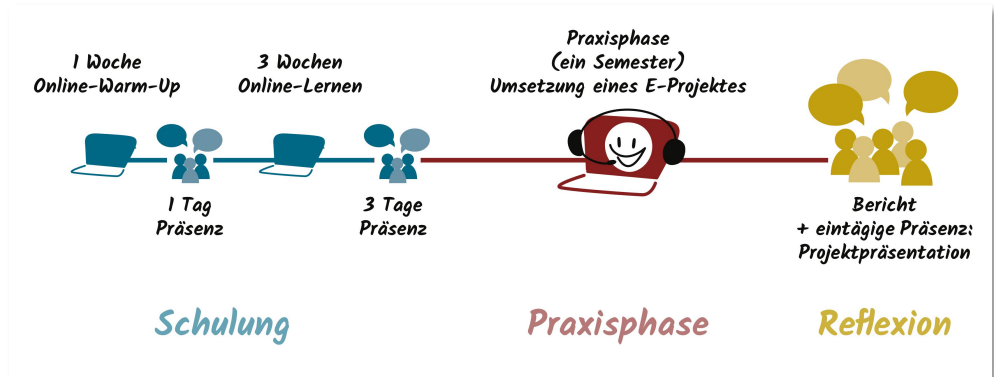 1 Woche
Online-Warm-Up
1 Tag
Präsenz
3 Wochen
Online-Lernen
3 Tage
Präsenz
Praxisphase
(ein Semester)
Umsetzung eines E-Projektes
Bericht
+ eintägige Präsenz:
Projektpräsentation
Schulung
Praxisphase
Reflexion